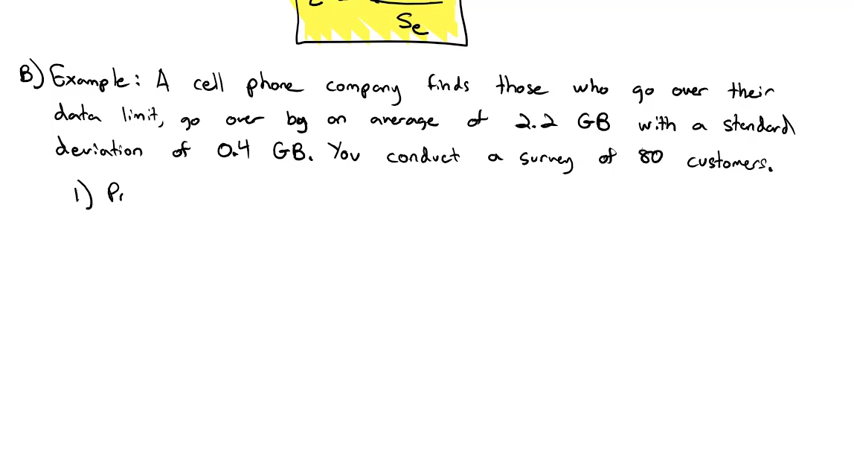 Se
B) Example: A cell phone company finds those who go over their
data limit, go over by on average of 2.2 GB with a standard
deviation of 0.4 GB. You conduct a survey of 80 customers.
1) Pr